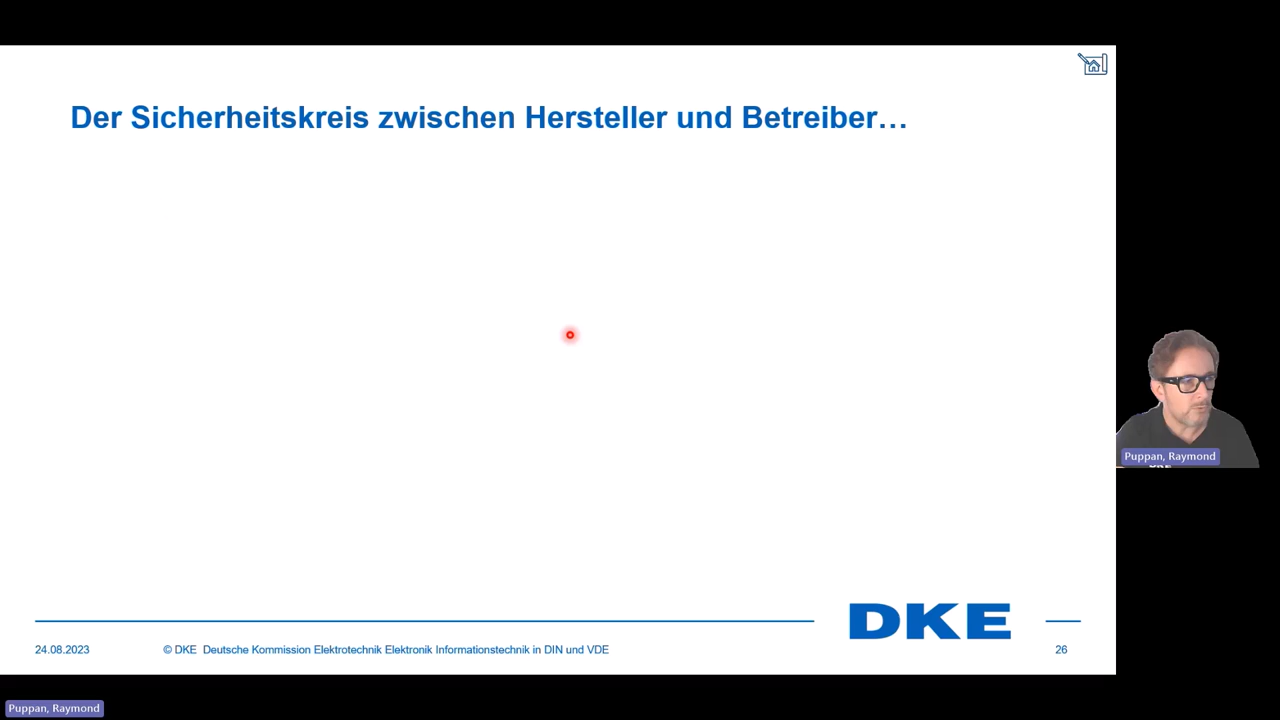 Der Sicherheitskreis zwischen Hersteller und Betreiber…
Puppan, Raymond
DKE
DKE
24.08.2023
© DKE Deutsche Kommission Elektrotechnik Elektronik Informationstechnik in DIN und VDE
26
Puppan, Raymond